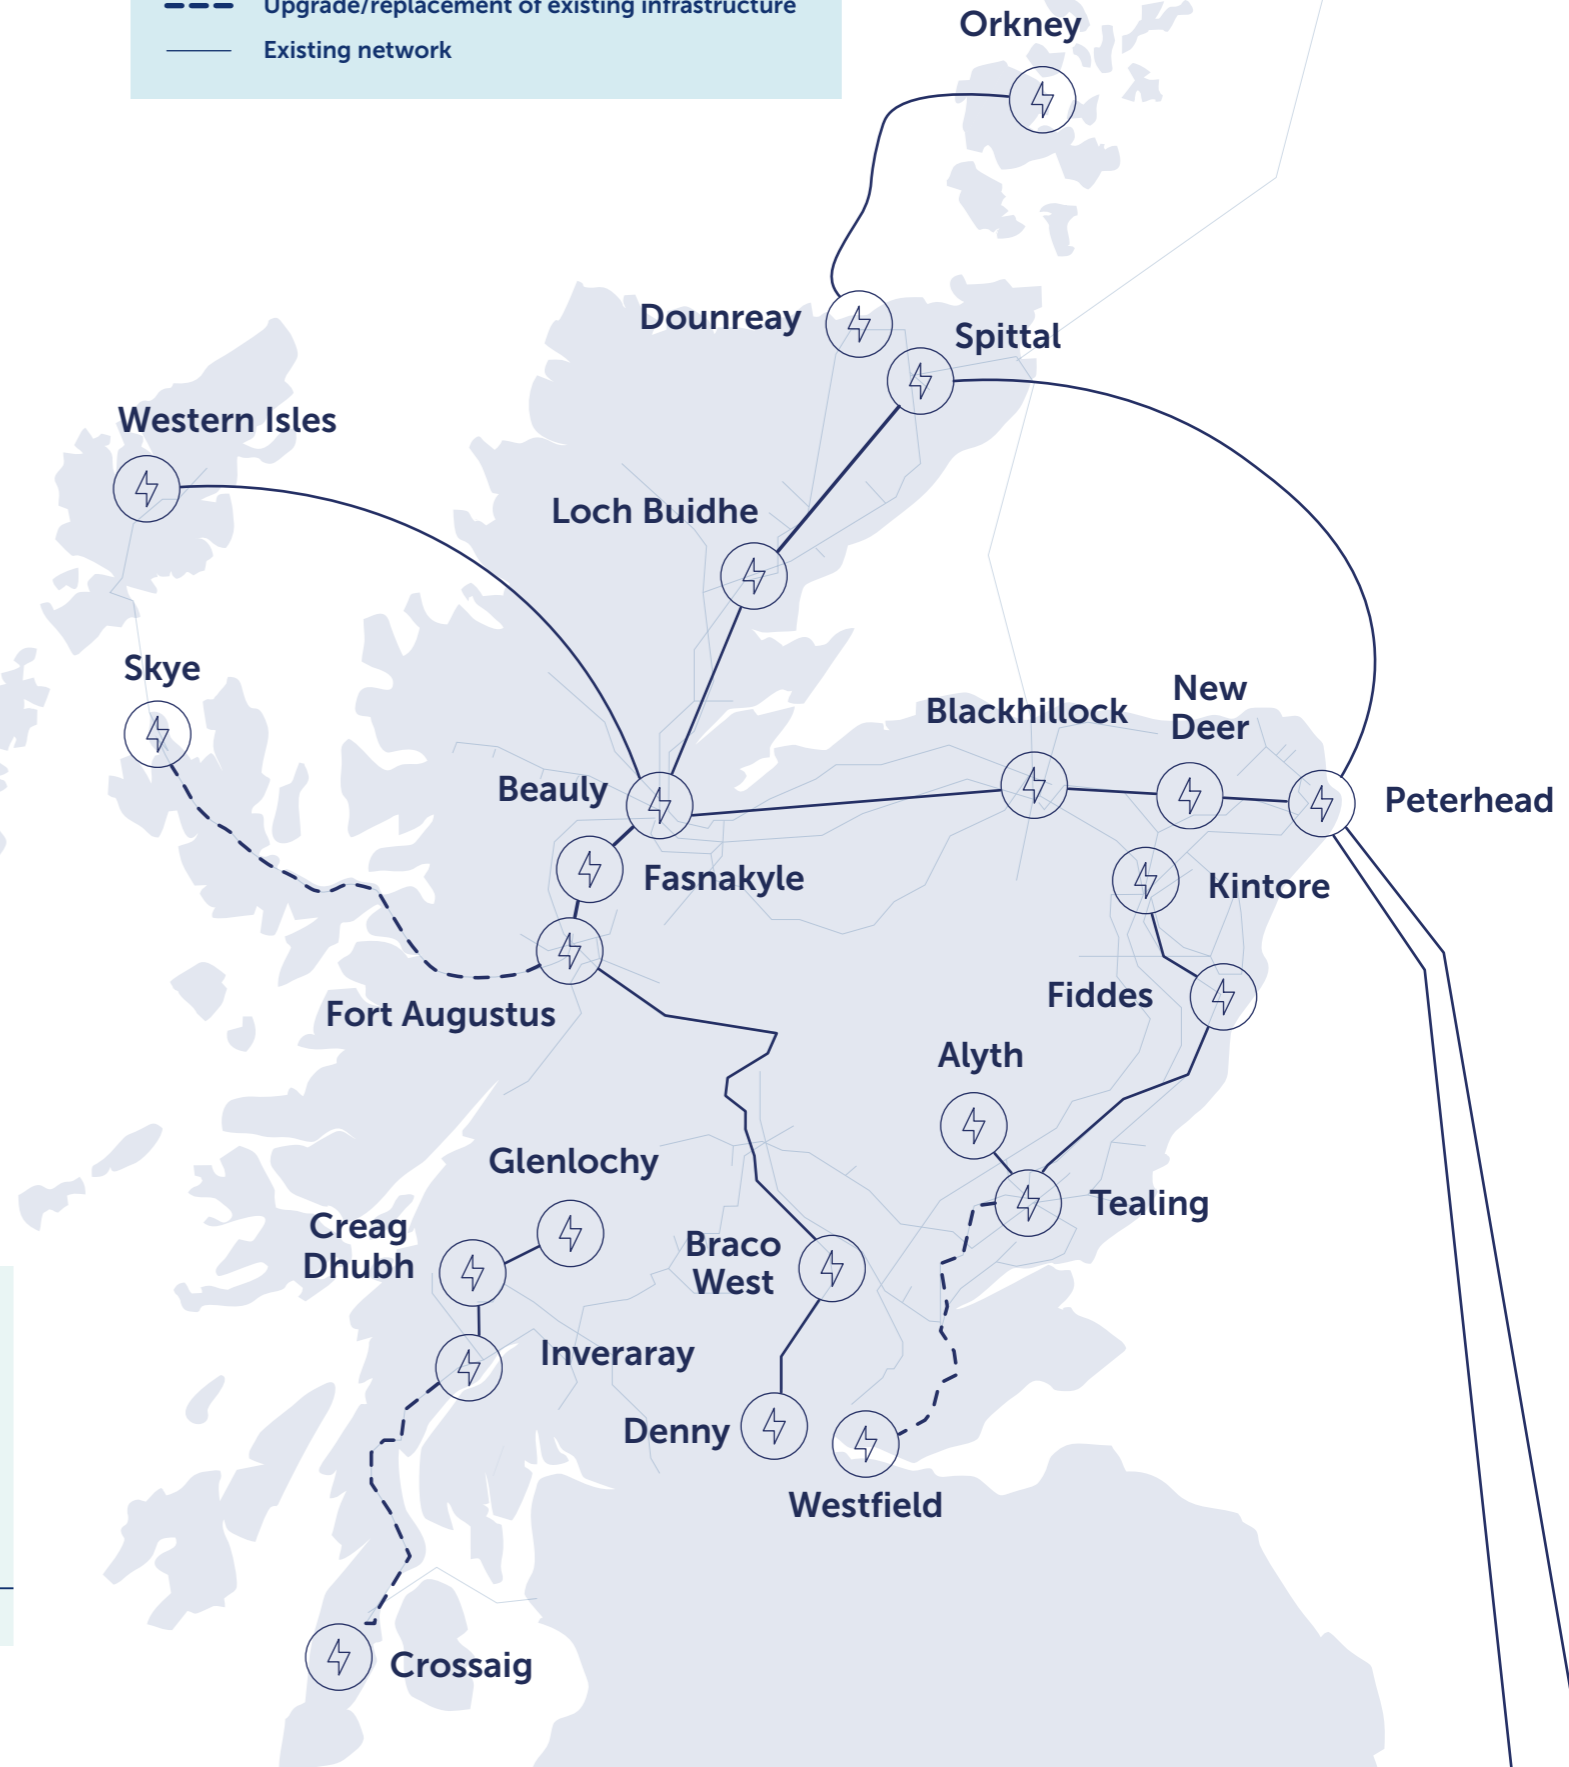 Upgrade/replacement of existing infrastructure
Existing network
Orkney
Dounreay
Spittal
Western Isles
Loch Buidhe
Skye
New
Deer
Blackhillock
Beauly
Peterhead
Fasnakyle
Kintore
Fiddes
Fort Augustus
Alyth
Glenlochy
Tealing
Creag
Dhubh
Braco
West
Inveraray
Denny
Westfield
Crossaig